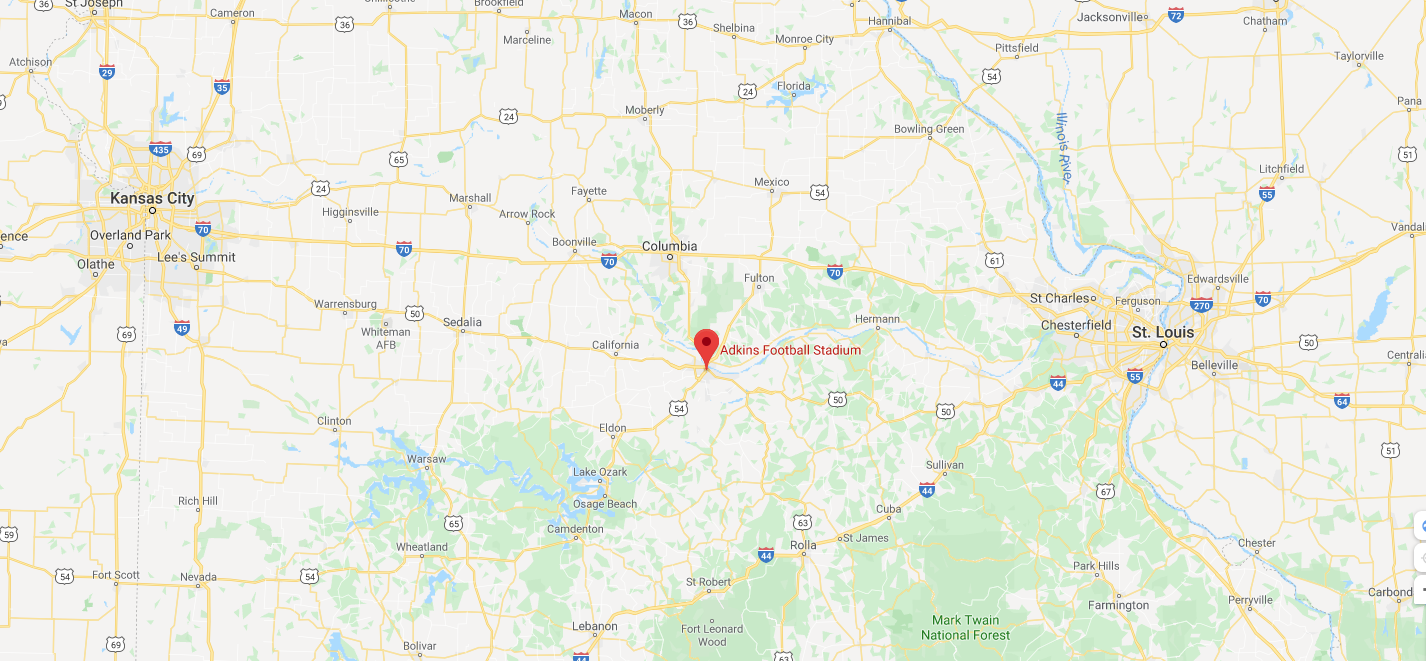 36
St Joseph
Cameron
Chillicothe
Brookfield
Macon
36
Shelbina
Hannibal
Jacksonville
72
Chatham
36
Marceline
Monroe City
Pittsfield
Taylorville
Atchison
29
35
24
Florida
54
Pana
24
Moberly
Bowling Green
Illinois River
435
69
65
51
Litchfield
Kansas City
24
Higginsville
Marshall
Fayette
Mexico
54
55
Arrow Rock
Vandalia
ence
Overland Park
70
70
Boonville
Columbia
Olathe
Lee's Summit
70
70
61
Fulton
Edwardsville
Warrensburg
50
St Charles
Ferguson
270
70
69
49
Whiteman
AFB
Sedalia
Hermann
Chesterfield
St. Louis
50
California
Adkins Football Stadium
Centrali
Belleville
44
55
54
50
50
64
Clinton
Eldon
51
Warsaw
Lake Ozark
Sullivan
Rich Hill
Osage Beach
44
67
59
65
Camdenton
63
Cuba
St James
Wheatland
44
Rolla
Chester
54
Fort Scott
Nevada
54
St Robert
Park Hills
Carbond
Farmington
Perryville
Lebanon
Fort Leonard
Wood
Mark Twain
National Forest
69
Bolivar
44
63